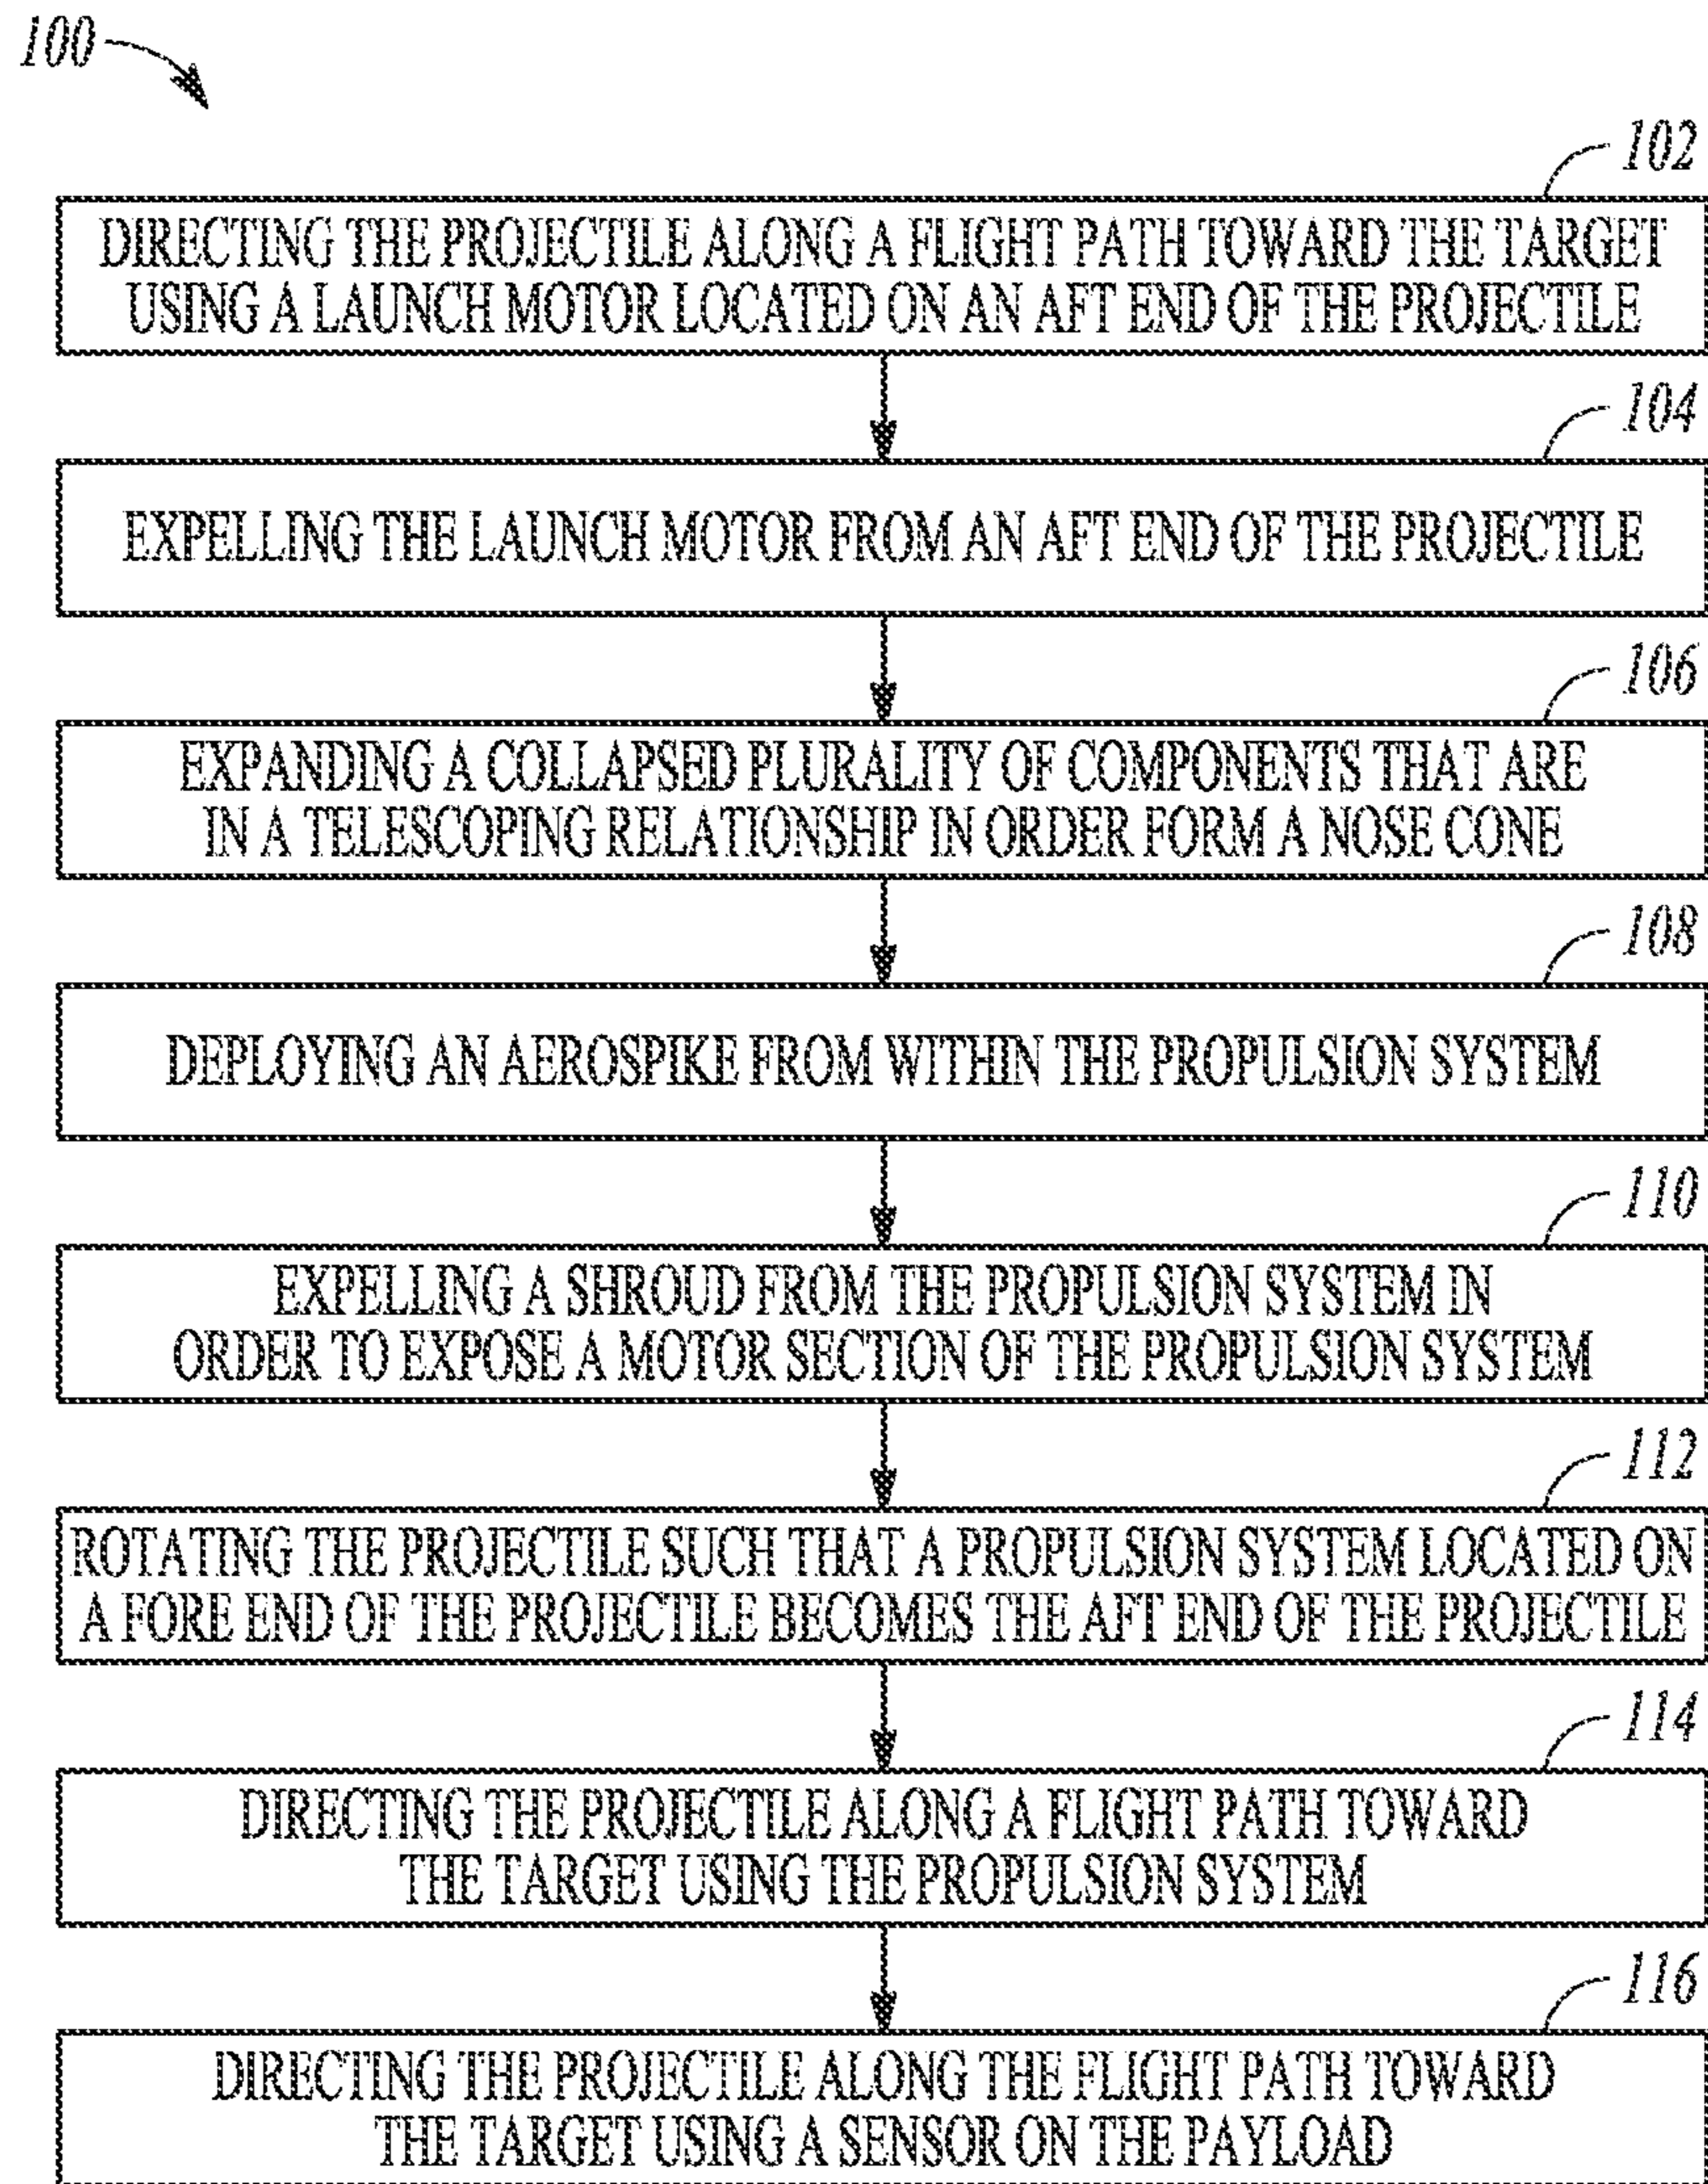 100
102
DIRECTING THE PROJECTILE ALONG A FLIGHT PATH TOWARD THE TARGET
USING A LAUNCH MOTOR LOCATED ON AN AFT END OF THE PROJECTILE
104
EXPELLING THE LAUNCH MOTOR FROM AN AFT END OF THE PROJECTILE
106
EXPANDING A COLLAPSED PLURALITY OF COMPONENTS THAT ARE
IN A TELESCOPING RELATIONSHIP IN ORDER FORM A NOSE CONE
108
DEPLOYING AN AEROSPIKE FROM WITHIN THE PROPULSION SYSTEM
110
EXPELLING A SHROUD FROM THE PROPULSION SYSTEM IN
ORDER TO EXPOSE A MOTOR SECTION OF THE PROPULSION SYSTEM
112
ROTATING THE PROJECTILE SUCH THAT A PROPULSION SYSTEM LOCATED ON
A FORE END OF THE PROJECTILE BECOMES THE AFT END OF THE PROJECTILE
114
DIRECTING THE PROJECTILE ALONG A FLIGHT PATH TOWARD
THE TARGET USING THE PROPULSION SYSTEM
116
DIRECTING THE PROJECTILE ALONG THE FLIGHT PATH TOWARD
THE TARGET USING A SENSOR ON THE PAYLOAD